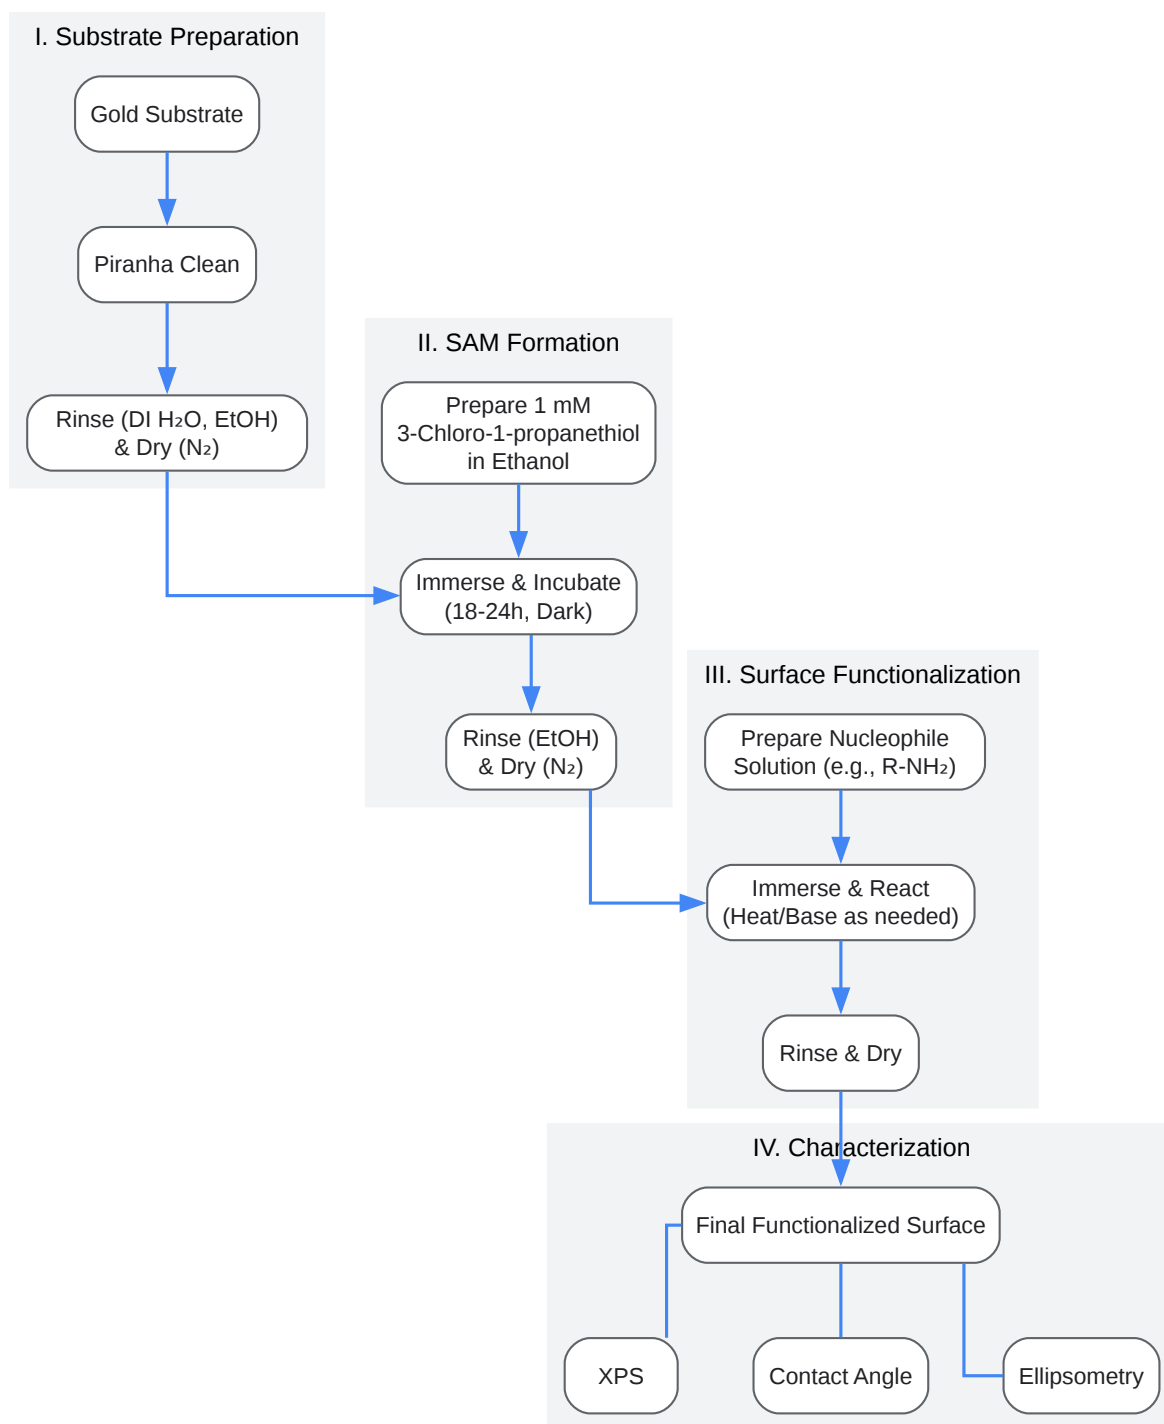 I. Substrate Preparation
Gold Substrate
Piranha Clean
Rinse (DI H₂O, EtOH)
& Dry (N₂)
II. SAM Formation
Prepare 1 mM
3-Chloro-1-propanethiol
in Ethanol
Immerse & Incubate
(18-24h, Dark)
Rinse (EtOH)
& Dry (N₂)
III. Surface Functionalization
Prepare Nucleophile
Solution (e.g., R-NH₂)
Immerse & React
(Heat/Base as needed)
Rinse & Dry
IV. Characterization
Final Functionalized Surface
XPS
Contact Angle
Ellipsometry